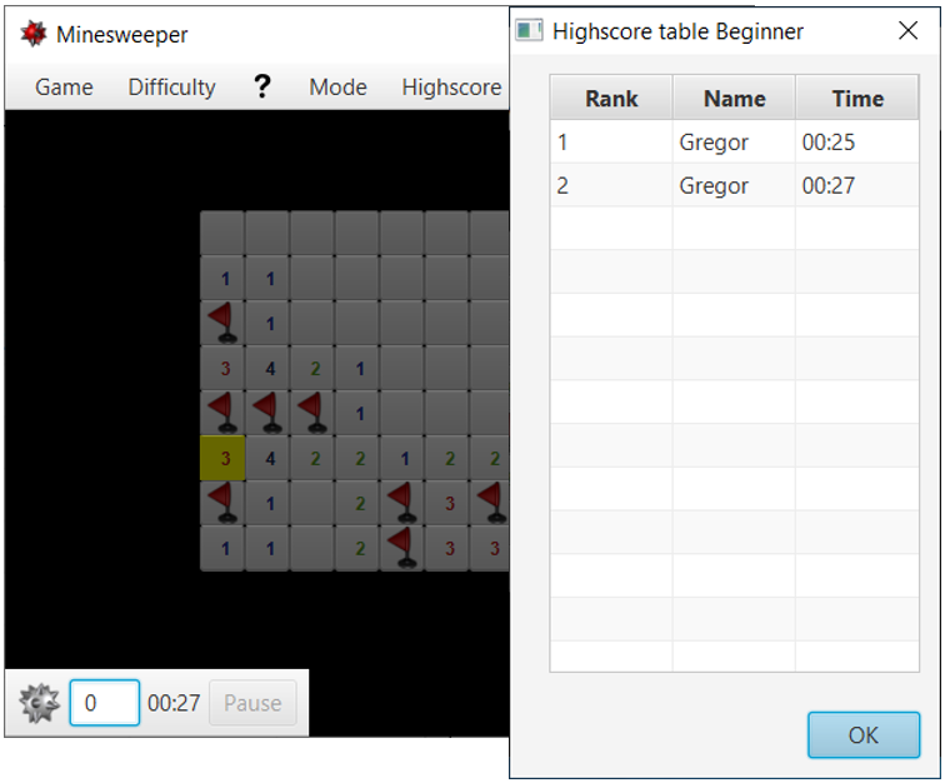 Minesweeper
Game Difficulty ? Mode Highscore
1 1
1
3 4 2 1
1
3 4 2 2 1 2 2
1 2 3
1 1 2 3 3
0 00:27 Pause
Highscore table Beginner
Rank Name Time
1 Gregor 00:25
2 Gregor 00:27
OK